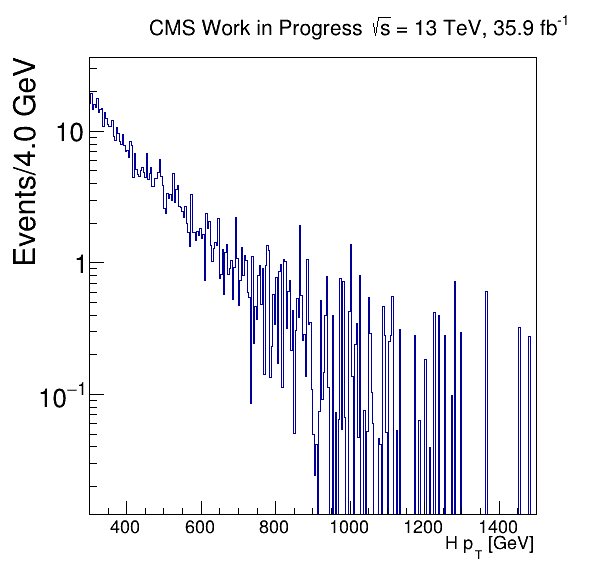 CMS Work in Progress √s = 13 TeV, 35.9 fb⁻¹
Events/4.0 GeV
10
1
10⁻¹
400 600 800 1000 1200 1400
H p_T [GeV]